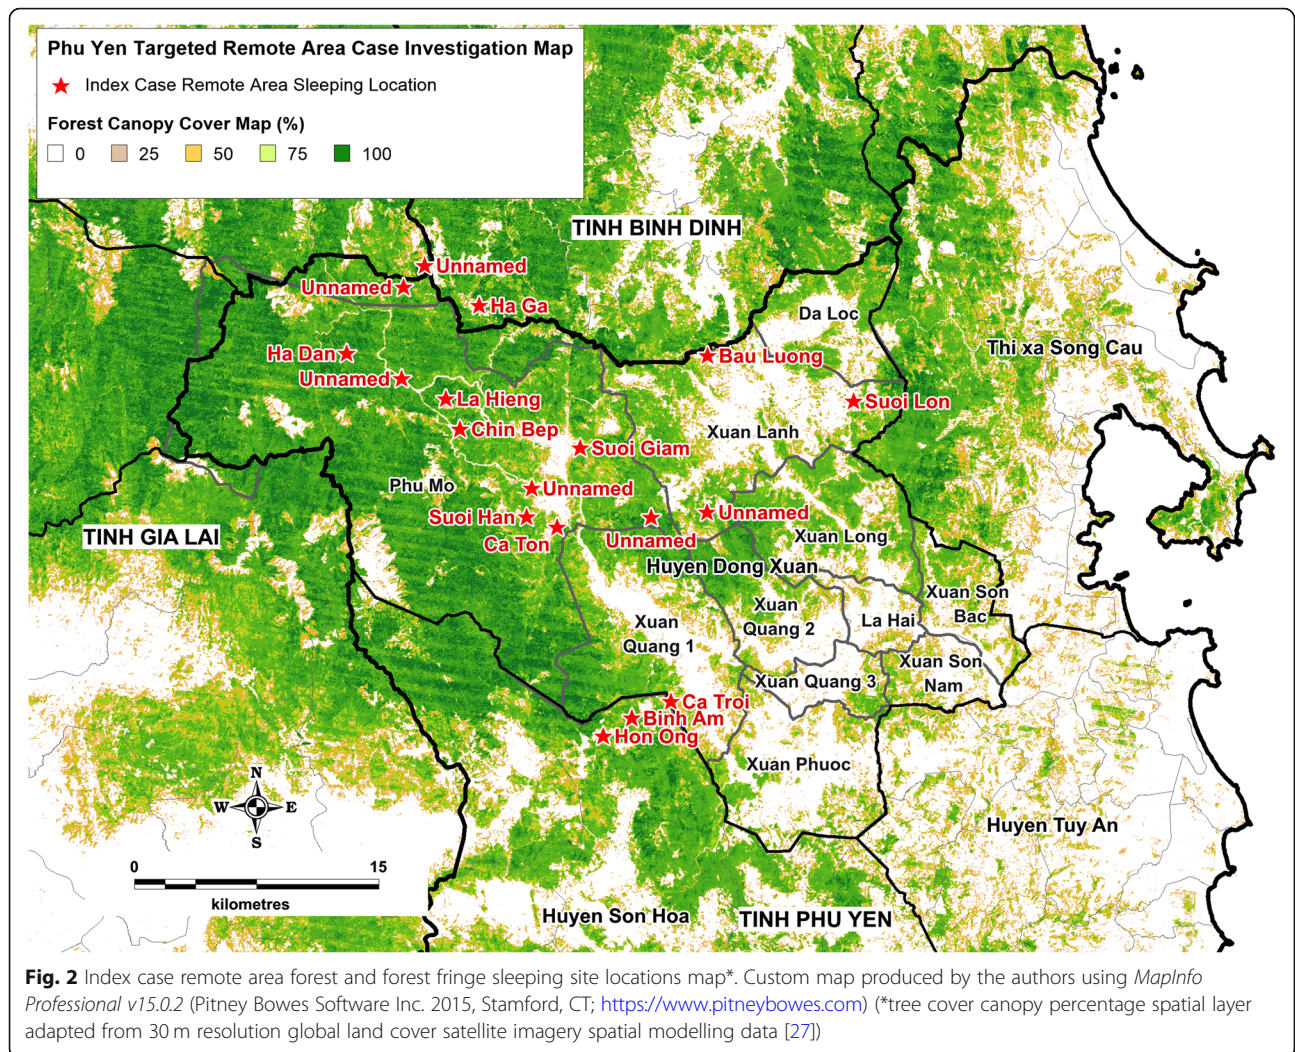 Phu Yen Targeted Remote Area Case Investigation Map
Index Case Remote Area Sleeping Location
Forest Canopy Cover Map (%)
0 25 50 75 100
TINH BINH DINH
Unnamed
Unnamed
Ha Ga
Da Loc
Thi xa Song Cau
Ha Dan
Bau Luong
Unnamed
La Hieng
Suoi Lon
Chin Bep
Xuan Lanh
Suoi Giam
Phu Mo
Unnamed
Suoi Han
Unnamed
TINH GIA LAI
Ca Ton
Unnamed
Xuan Long
Huyen Dong Xuan
Xuan Son
Bac
Xuan
Quang 2
La Hai
Xuan
Quang 1
Xuan Son
Nam
Xuan Quang 3
Ca Troi
Binh Am
Hon Ong
Xuan Phuoc
N
W E
S
Huyen Tuy An
0 15
kilometres
Huyen Son Hoa
TINH PHU YEN
Fig. 2 Index case remote area forest and forest fringe sleeping site locations map*. Custom map produced by the authors using MapInfo
Professional v15.0.2 (Pitney Bowes Software Inc. 2015, Stamford, CT; https://www.pitneybowes.com) (*tree cover canopy percentage spatial layer
adapted from 30 m resolution global land cover satellite imagery spatial modelling data [27])